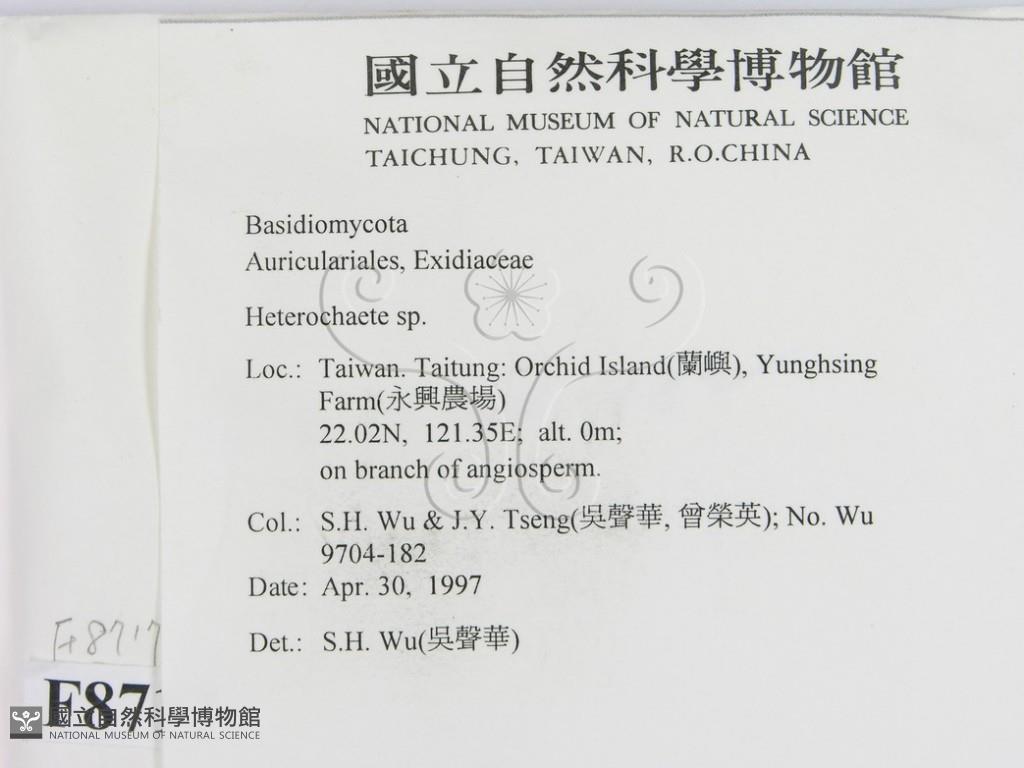 國立自然科學博物館
NATIONAL MUSEUM OF NATURAL SCIENCE
TAICHUNG, TAIWAN, R.O.CHINA
Basidiomycota
Auriculariales, Exidiaceae
Heterochaete sp.
Loc.: Taiwan. Taitung: Orchid Island(蘭嶼), Yunghsing
Farm(永興農場)
22.02N, 121.35E; alt. 0m;
on branch of angiosperm.
Col.: S.H. Wu & J.Y. Tseng(吳聲華, 曾榮英); No. Wu
9704-182
Date: Apr. 30, 1997
Det.: S.H. Wu(吳聲華)
F87
國立自然科學博物館
NATIONAL MUSEUM OF NATURAL SCIENCE